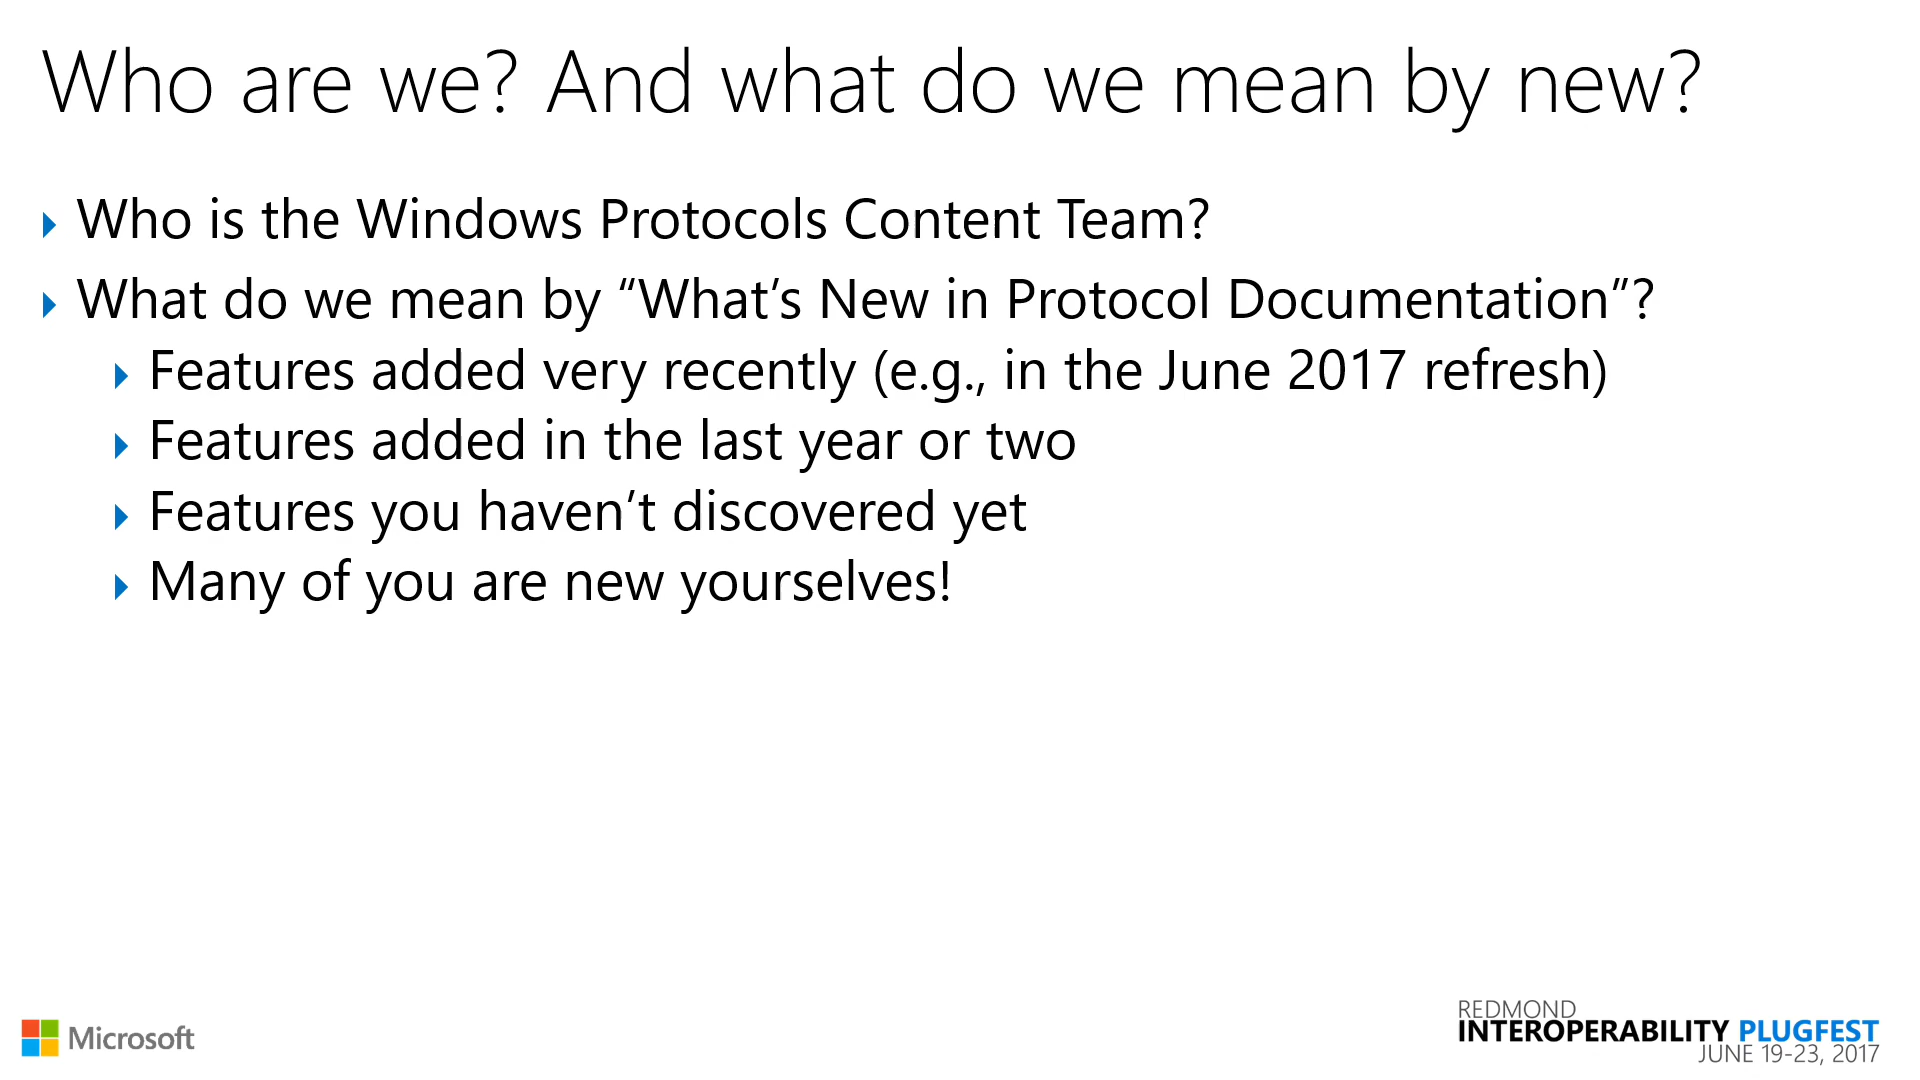 Who are we? And what do we mean by new?
Who is the Windows Protocols Content Team?
What do we mean by “What’s New in Protocol Documentation”?
Features added very recently (e.g., in the June 2017 refresh)
Features added in the last year or two
Features you haven’t discovered yet
Many of you are new yourselves!
Microsoft
REDMOND
INTEROPERABILITY PLUGFEST
JUNE 19-23, 2017